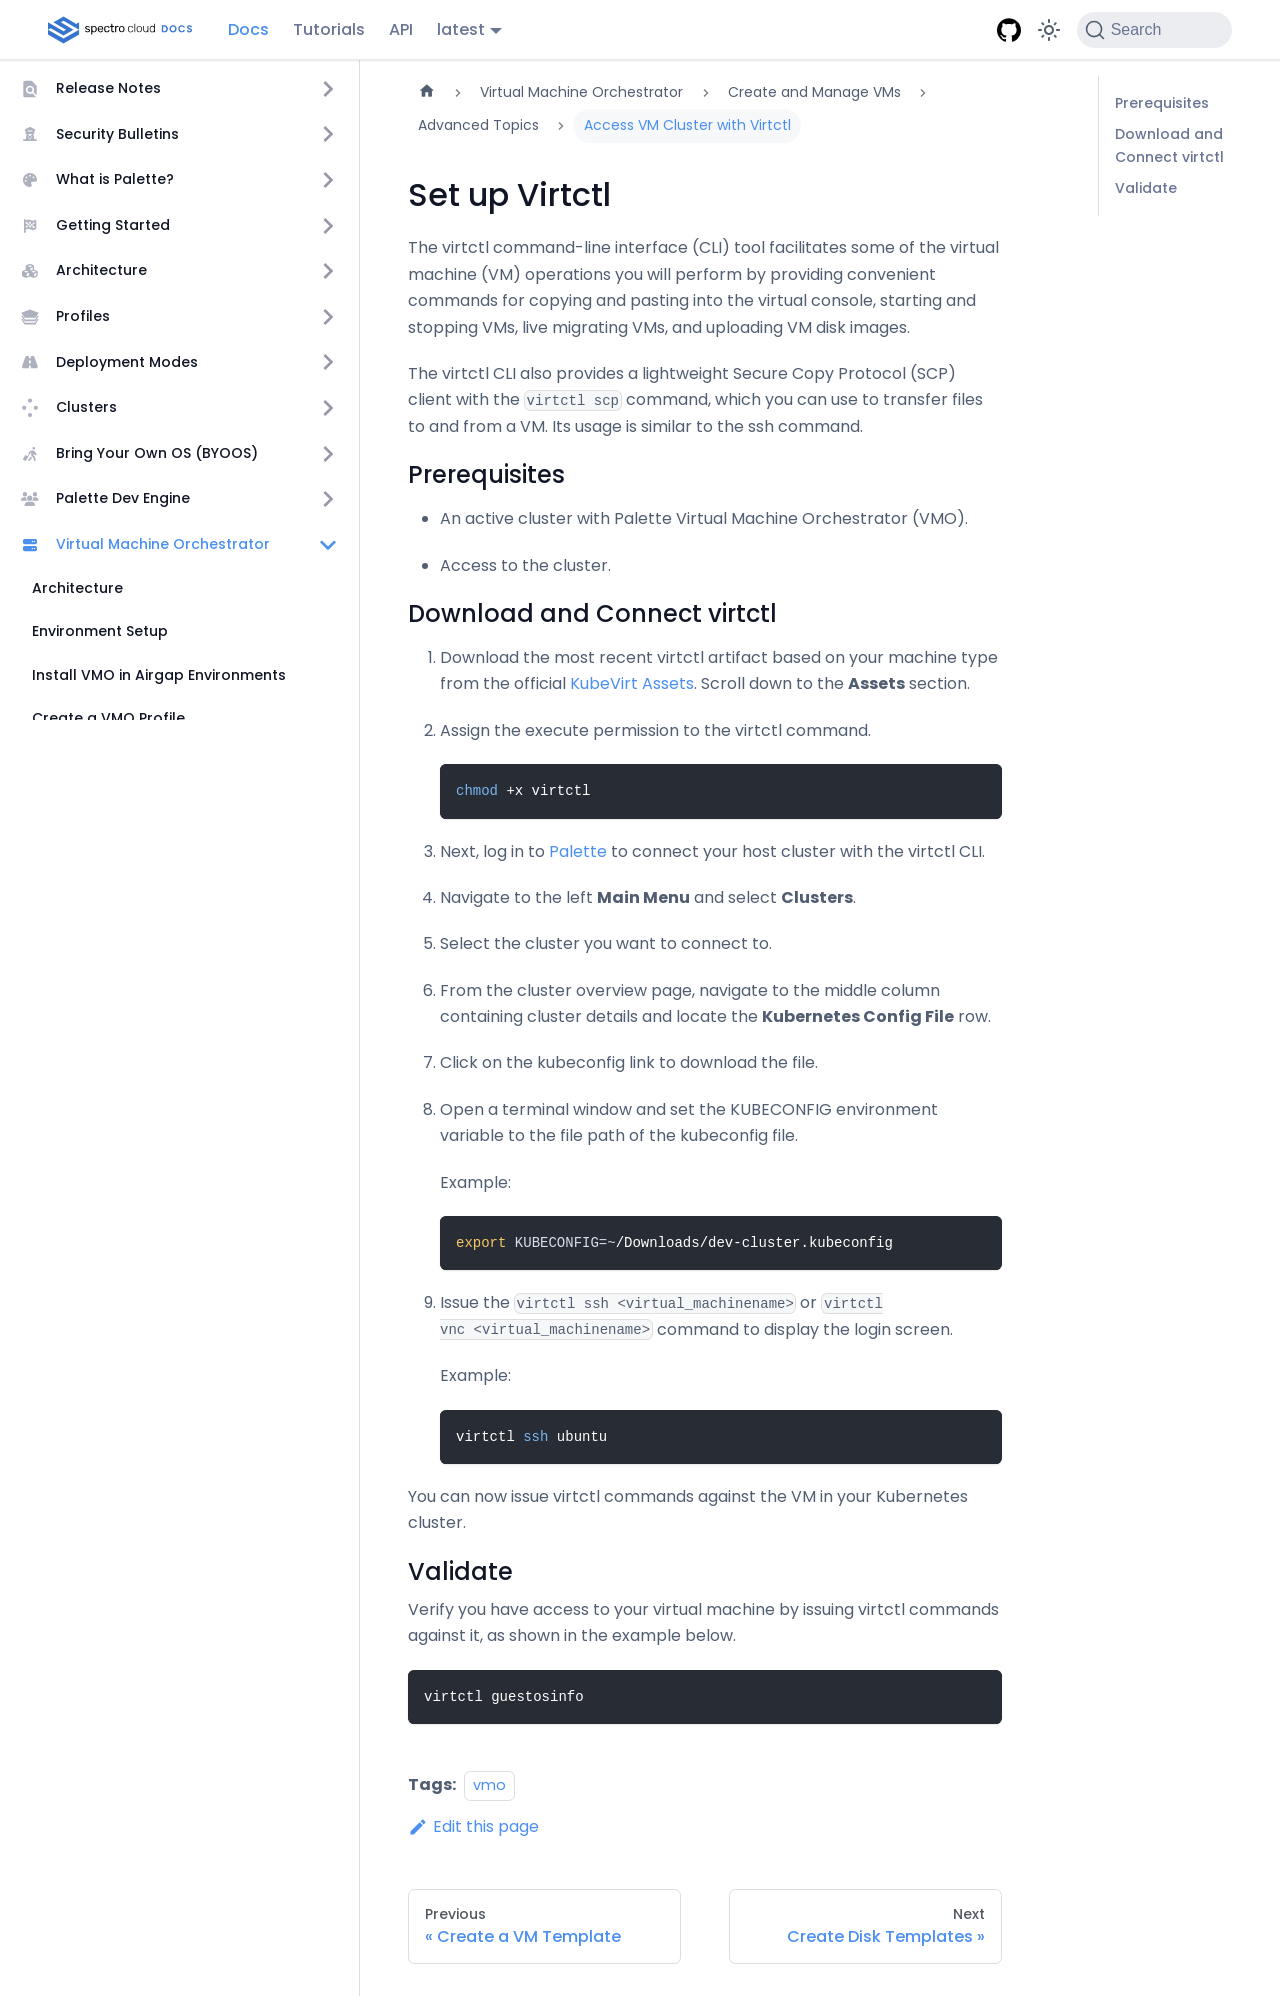 spectro cloud DOCS Docs Tutorials API latest Search
Release Notes
Security Bulletins
What is Palette?
Getting Started
Architecture
Profiles
Deployment Modes
Clusters
Bring Your Own OS (BYOOS)
Palette Dev Engine
Virtual Machine Orchestrator
Architecture
Environment Setup
Install VMO in Airgap Environments
Create a VMO Profile
Virtual Machine Orchestrator Create and Manage VMs
Advanced Topics Access VM Cluster with Virtctl
Set up Virtctl
The virtctl command-line interface (CLI) tool facilitates some of the virtual
machine (VM) operations you will perform by providing convenient
commands for copying and pasting into the virtual console, starting and
stopping VMs, live migrating VMs, and uploading VM disk images.
The virtctl CLI also provides a lightweight Secure Copy Protocol (SCP)
client with the virtctl scp command, which you can use to transfer files
to and from a VM. Its usage is similar to the ssh command.
Prerequisites
An active cluster with Palette Virtual Machine Orchestrator (VMO).
Access to the cluster.
Download and Connect virtctl
1. Download the most recent virtctl artifact based on your machine type
from the official KubeVirt Assets. Scroll down to the Assets section.
2. Assign the execute permission to the virtctl command.
chmod +x virtctl
3. Next, log in to Palette to connect your host cluster with the virtctl CLI.
4. Navigate to the left Main Menu and select Clusters.
5. Select the cluster you want to connect to.
6. From the cluster overview page, navigate to the middle column
containing cluster details and locate the Kubernetes Config File row.
7. Click on the kubeconfig link to download the file.
8. Open a terminal window and set the KUBECONFIG environment
variable to the file path of the kubeconfig file.
Example:
export KUBECONFIG=~/Downloads/dev-cluster.kubeconfig
9. Issue the virtctl ssh <virtual_machinename> or virtctl
vnc <virtual_machinename> command to display the login screen.
Example:
virtctl ssh ubuntu
You can now issue virtctl commands against the VM in your Kubernetes
cluster.
Validate
Verify you have access to your virtual machine by issuing virtctl commands
against it, as shown in the example below.
virtctl guestosinfo
Tags: vmo
Edit this page
Previous
« Create a VM Template
Next
Create Disk Templates »
Prerequisites
Download and
Connect virtctl
Validate